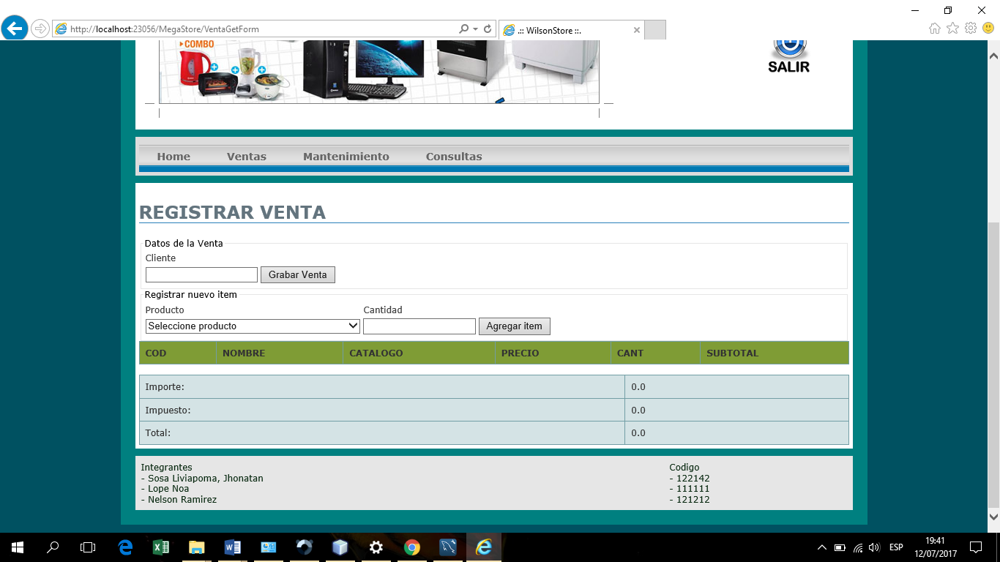 http://localhost:23056/MegaStore/VentaGetForm
.:: WilsonStore ::.
COMBO
SALIR
Home Ventas Mantenimiento Consultas
REGISTRAR VENTA
Datos de la Venta
Cliente
Grabar Venta
Registrar nuevo item
Producto Cantidad
Seleccione producto Agregar item
COD NOMBRE CATALOGO PRECIO CANT SUBTOTAL
Importe: 0.0
Impuesto: 0.0
Total: 0.0
Integrantes Codigo
- Sosa Liviapoma, Jhonatan - 122142
- Lope Noa - 111111
- Nelson Ramirez - 121212
ESP
19:41
12/07/2017